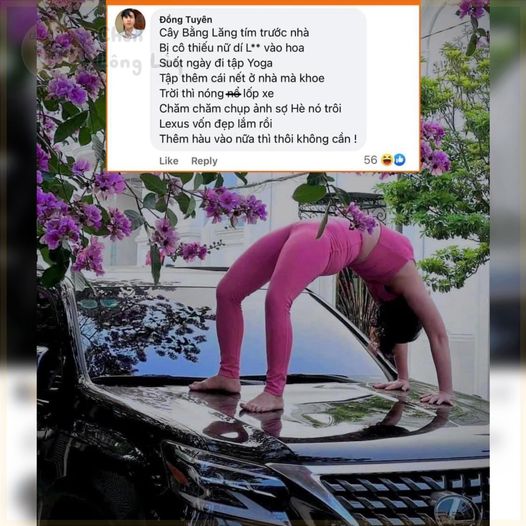 Đồng Tuyên
Cây Bằng Lăng tím trước nhà
Bị cô thiếu nữ dí L** vào hoa
Suốt ngày đi tập Yoga
Tập thêm cái nết ở nhà mà khoe
Trời thì nóng nổ lốp xe
Chăm chăm chụp ảnh sợ Hè nó trôi
Lexus vốn đẹp lắm rồi
Thêm hàu vào nữa thì thôi không cần !
Like Reply 56